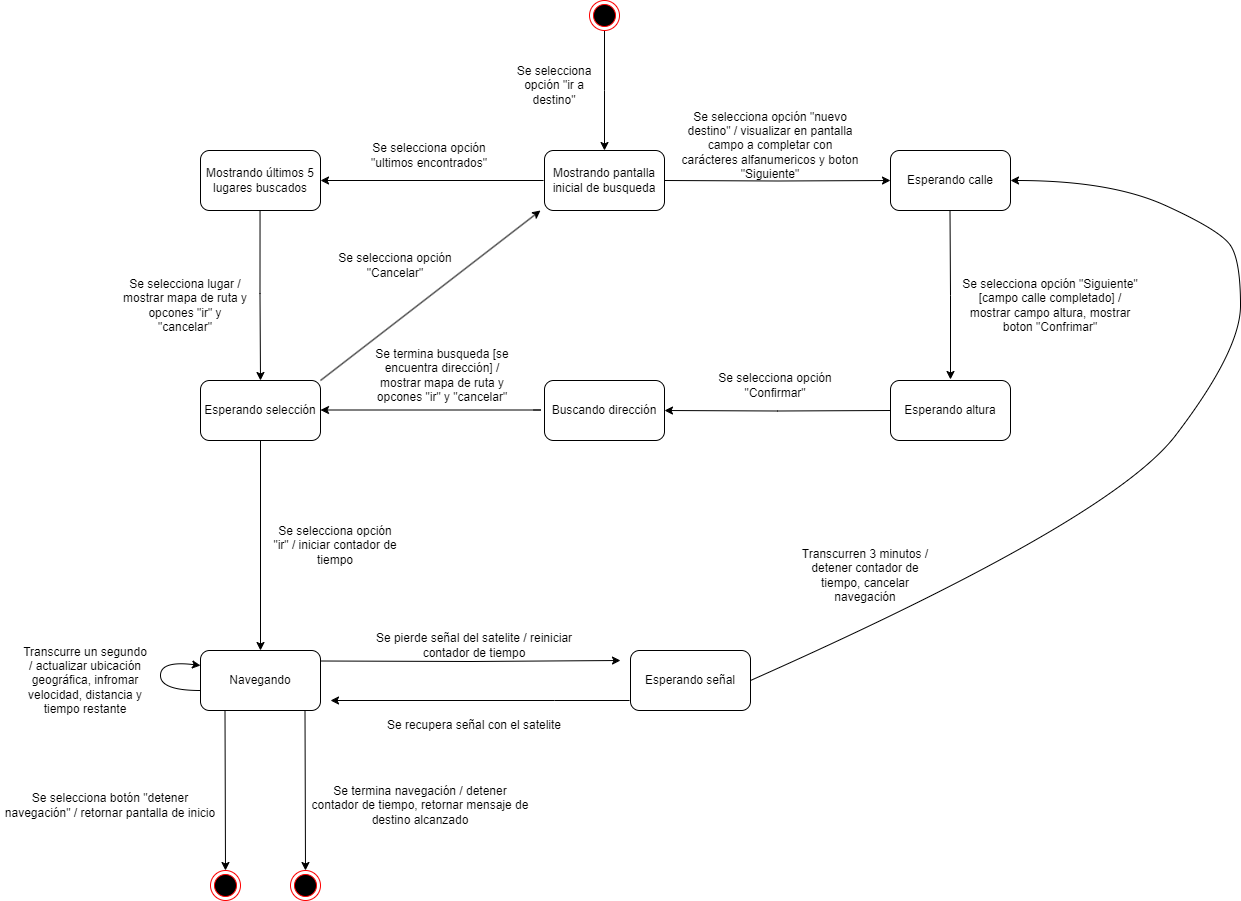 Se selecciona
opción "ir a
destino"
Se selecciona opción
"ultimos encontrados"
Se selecciona opción "nuevo
destino" / visualizar en pantalla
campo a completar con
carácteres alfanumericos y boton
"Siguiente"
Mostrando últimos 5
lugares buscados
Mostrando pantalla
inicial de busqueda
Esperando calle
Se selecciona opción
"Cancelar"
Se selecciona lugar /
mostrar mapa de ruta y
opcones "ir" y
"cancelar"
Se selecciona opción "Siguiente"
[campo calle completado] /
mostrar campo altura, mostrar
boton "Confrimar"
Se termina busqueda [se
encuentra dirección] /
mostrar mapa de ruta y
opcones "ir" y "cancelar"
Se selecciona opción
"Confirmar"
Esperando selección
Buscando dirección
Esperando altura
Se selecciona opción
"ir" / iniciar contador de
tiempo
Transcurren 3 minutos /
detener contador de
tiempo, cancelar
navegación
Transcurre un segundo
/ actualizar ubicación
geográfica, infromar
velocidad, distancia y
tiempo restante
Navegando
Se pierde señal del satelite / reiniciar
contador de tiempo
Esperando señal
Se recupera señal con el satelite
Se selecciona botón "detener
navegación" / retornar pantalla de inicio
Se termina navegación / detener
contador de tiempo, retornar mensaje de
destino alcanzado